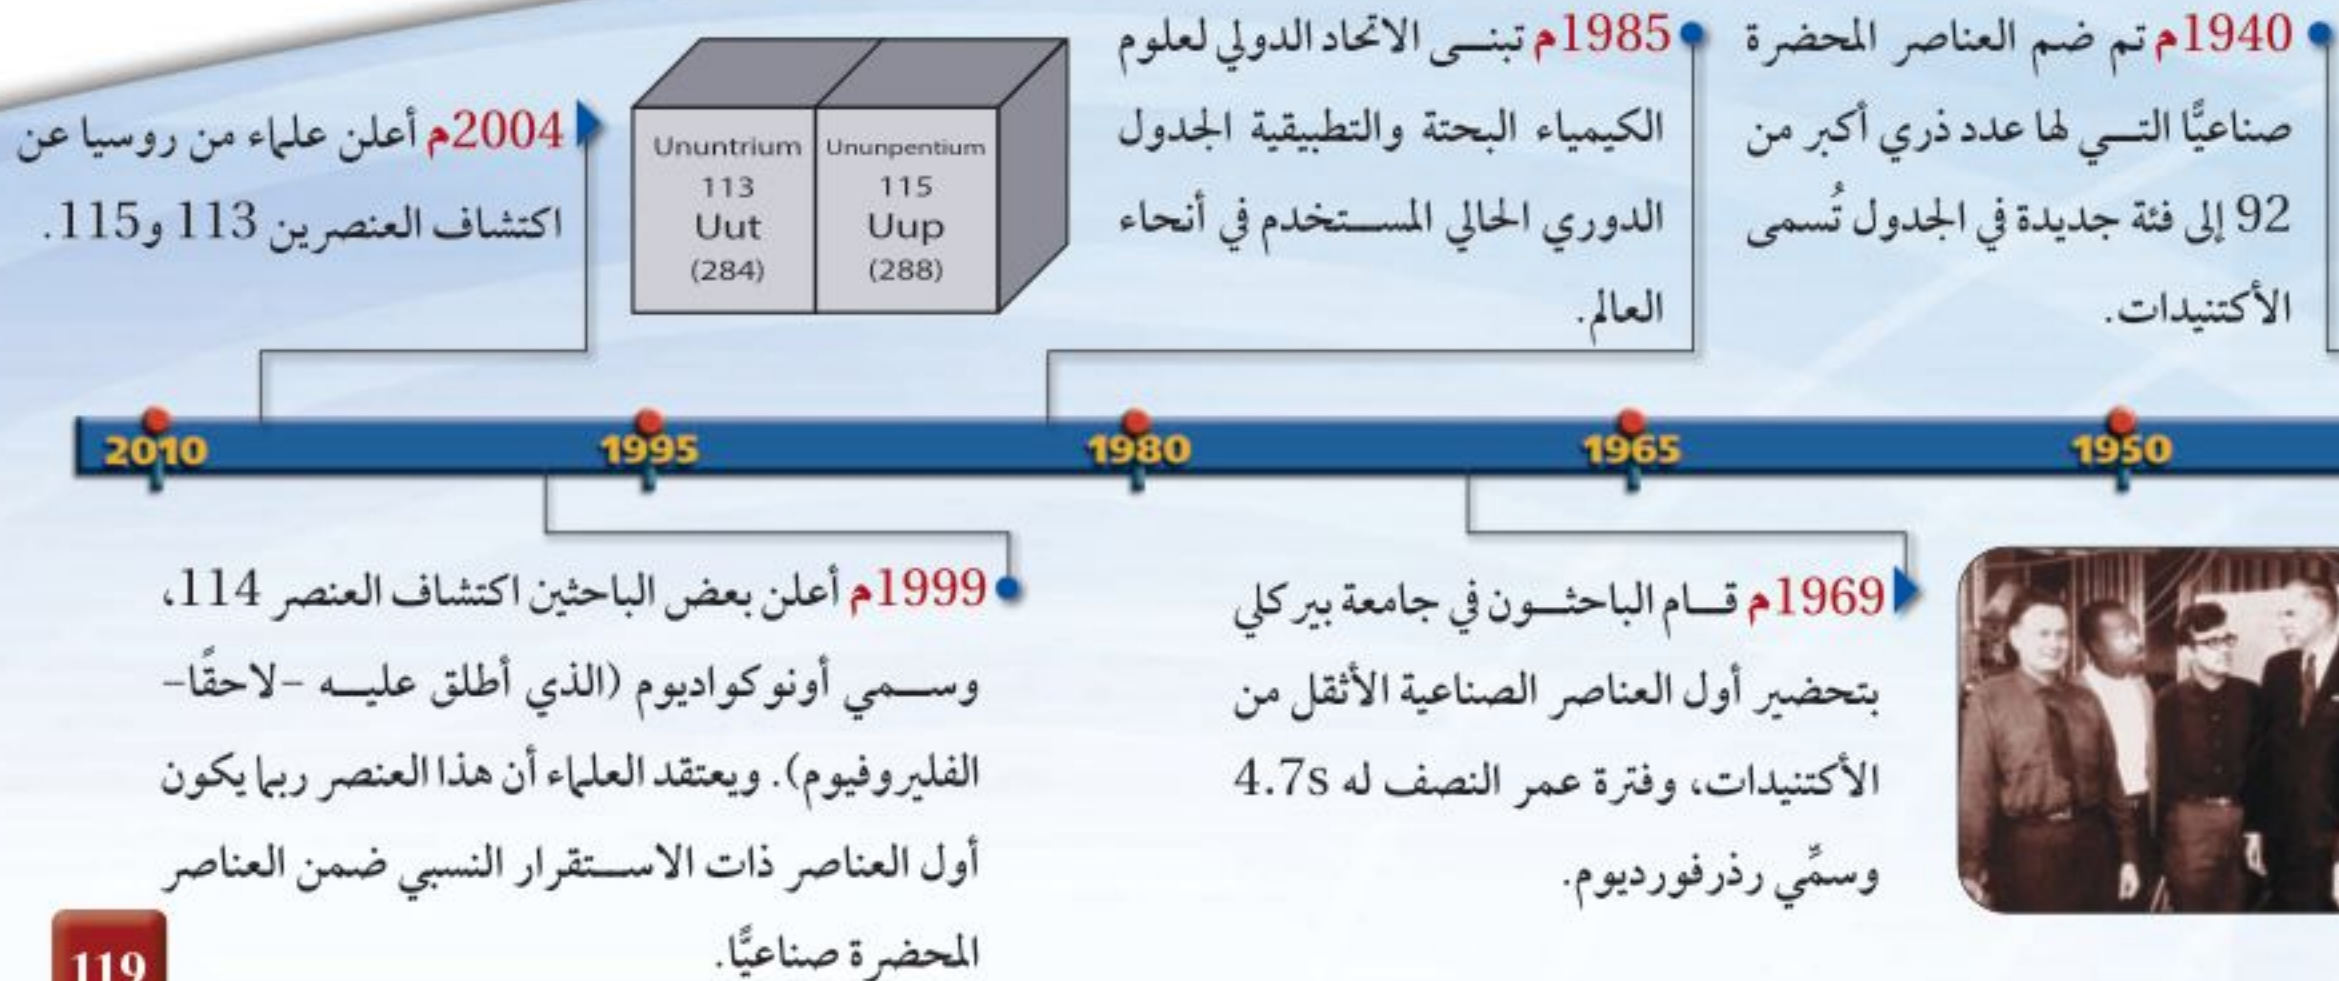 1940م تم ضم العناصر المحضرة
صناعيًّا التي لها عدد ذري أكبر من
92 إلى فئة جديدة في الجدول تُسمى
الأكتنيدات.
1985م تبنى الاتحاد الدولي لعلوم
الكيمياء البحتة والتطبيقية الجدول
الدوري الحالي المستخدم في أنحاء
العالم.
Ununtrium
113
Uut
(284)
Ununpentium
115
Uup
(288)
2004م أعلن علماء من روسيا عن
اكتشاف العنصرين 113 و115.
2010 1995 1980 1965 1950
1969م قام الباحثون في جامعة بيركلي
بتحضير أول العناصر الصناعية الأثقل من
الأكتنيدات، وفترة عمر النصف له 4.7s
وسمِّي رذرفورديوم.
1999م أعلن بعض الباحثين اكتشاف العنصر 114،
وسمي أونوكواديوم (الذي أطلق عليه -لاحقًا-
الفليروفيوم). ويعتقد العلماء أن هذا العنصر ربما يكون
أول العناصر ذات الاستقرار النسبي ضمن العناصر
المحضرة صناعيًّا.
119